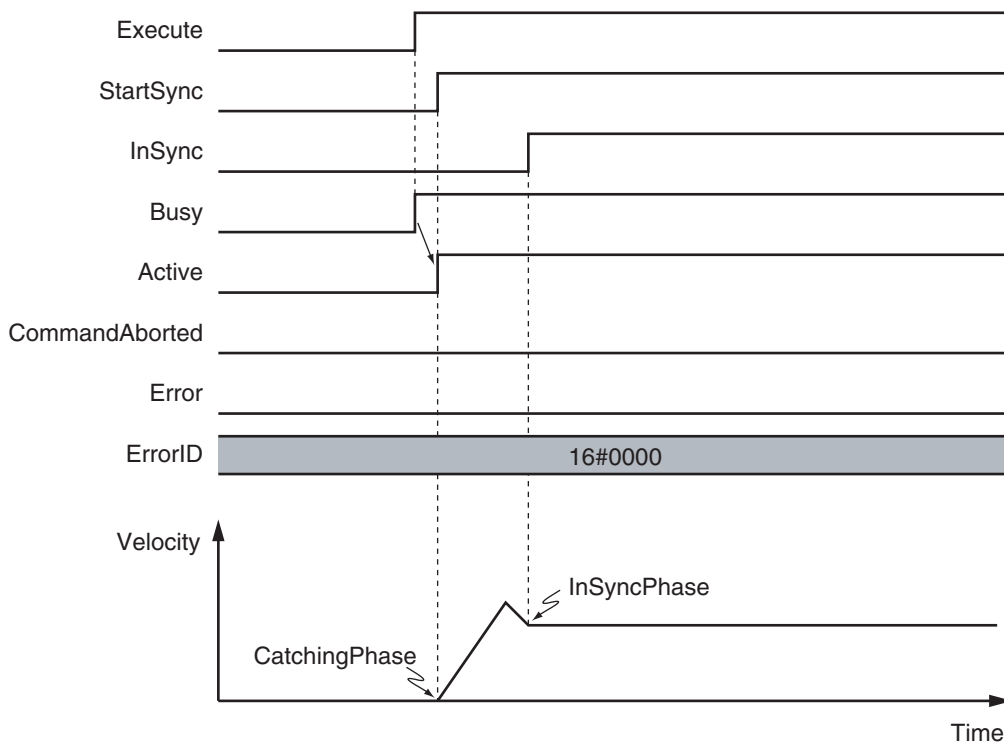 Execute
StartSync
InSync
Busy
Active
CommandAborted
Error
ErrorID
16#0000
Velocity
InSyncPhase
CatchingPhase
Time